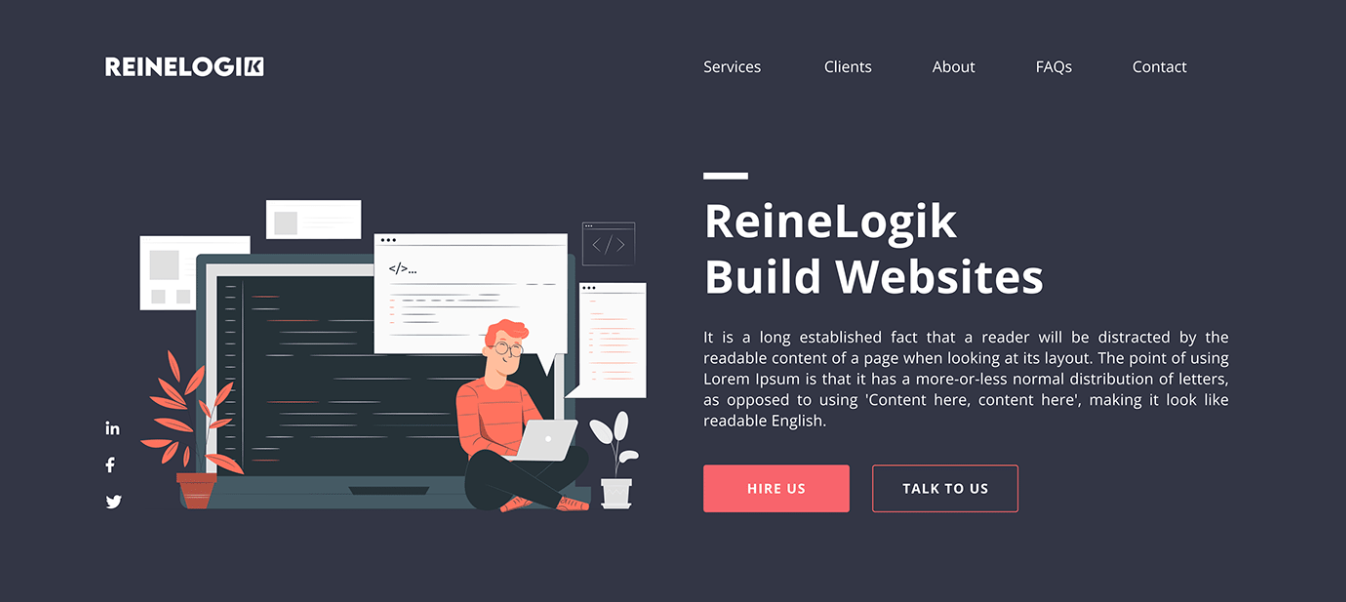 REINELOGIK
Services Clients About FAQs Contact
ReineLogik
Build Websites
It is a long established fact that a reader will be distracted by the
readable content of a page when looking at its layout. The point of using
Lorem Ipsum is that it has a more-or-less normal distribution of letters,
as opposed to using 'Content here, content here', making it look like
readable English.
HIRE US TALK TO US
</>...
</>
in
f